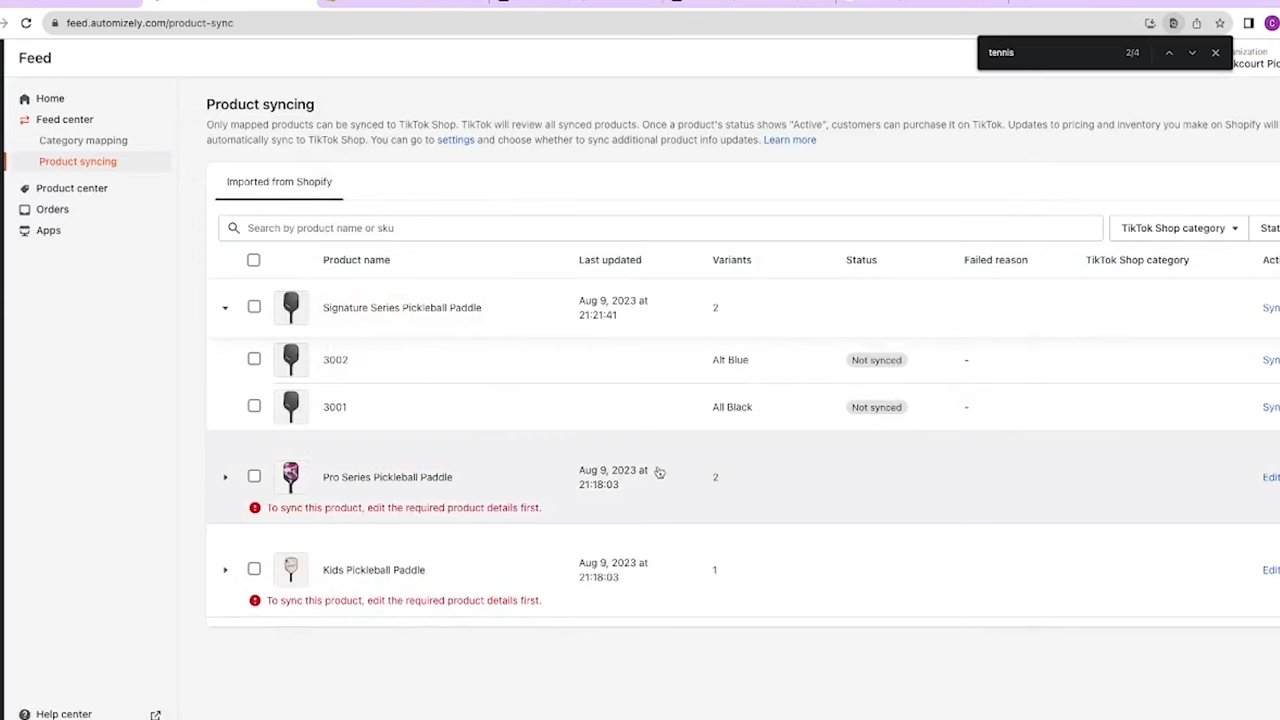 feed.automizely.com/product-sync
tennis
2/4
Feed
kcourt Pic
Home
Feed center
Category mapping
Product syncing
Product center
Orders
Apps
Help center
Product syncing
Only mapped products can be synced to TikTok Shop. TikTok will review all synced products. Once a product's status shows "Active", customers can purchase it on TikTok. Updates to pricing and inventory you make on Shopify will
automatically sync to TikTok Shop. You can go to settings and choose whether to sync additional product info updates. Learn more
Imported from Shopify
Search by product name or sku
TikTok Shop category
Stat
Product name Last updated Variants Status Failed reason TikTok Shop category Acti
Signature Series Pickleball Paddle Aug 9, 2023 at 2 Syn
21:21:41
3002 Alt Blue Not synced - Syn
3001 All Black Not synced - Syn
Pro Series Pickleball Paddle Aug 9, 2023 at 2 Edit
21:18:03
To sync this product, edit the required product details first.
Kids Pickleball Paddle Aug 9, 2023 at 1 Edit
21:18:03
To sync this product, edit the required product details first.